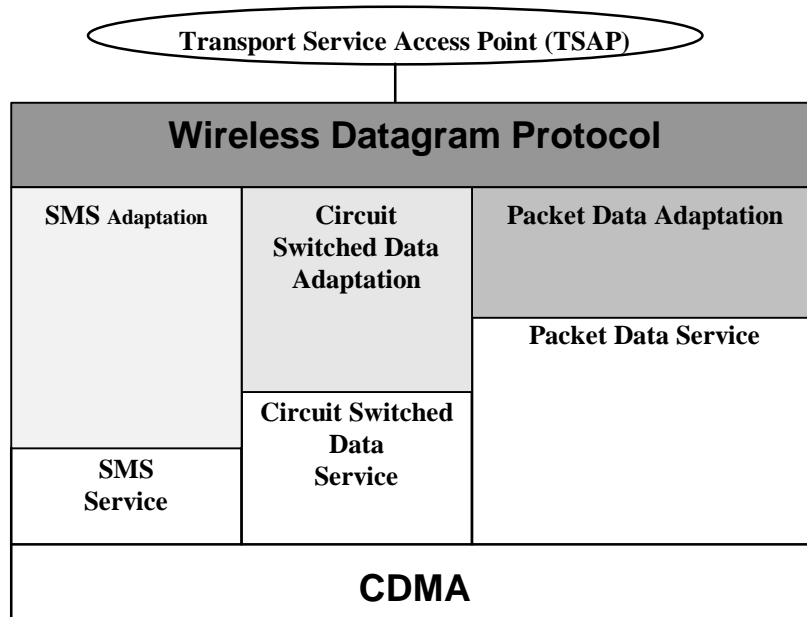 Transport Service Access Point (TSAP)
Wireless Datagram Protocol
SMS Adaptation
Circuit
Switched Data
Adaptation
Packet Data Adaptation
Packet Data Service
Circuit Switched
Data
Service
SMS
Service
CDMA